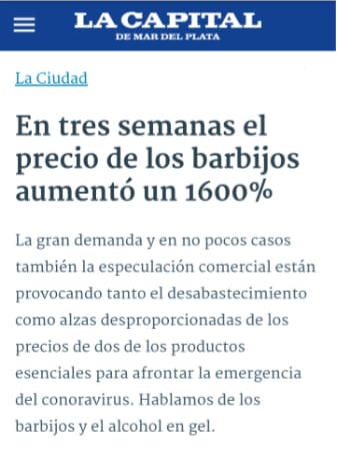 LA CAPITAL
DE MAR DEL PLATA
La Ciudad
En tres semanas el
precio de los barbijos
aumentó un 1600%
La gran demanda y en no pocos casos
también la especulación comercial están
provocando tanto el desabastecimiento
como alzas desproporcionadas de los
precios de dos de los productos
esenciales para afrontar la emergencia
del conoravirus. Hablamos de los
barbijos y el alcohol en gel.